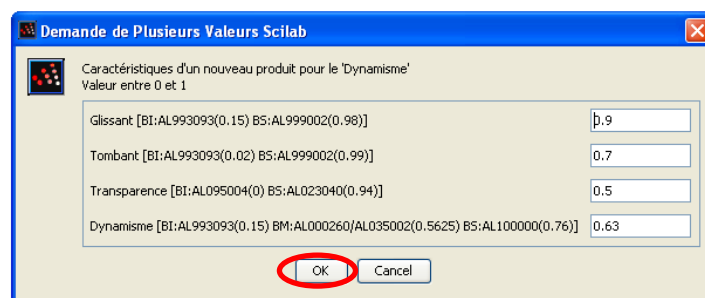 Demande de Plusieurs Valeurs Scilab
Caractéristiques d'un nouveau produit pour le 'Dynamisme'
Valeur entre 0 et 1
Glissant [BI:AL993093(0.15) BS:AL999002(0.98)] 0.9
Tombant [BI:AL993093(0.02) BS:AL999002(0.99)] 0.7
Transparence [BI:AL095004(0) BS:AL023040(0.94)] 0.5
Dynamisme [BI:AL993093(0.15) BM:AL000260/AL035002(0.5625) BS:AL100000(0.76)] 0.63
OK Cancel